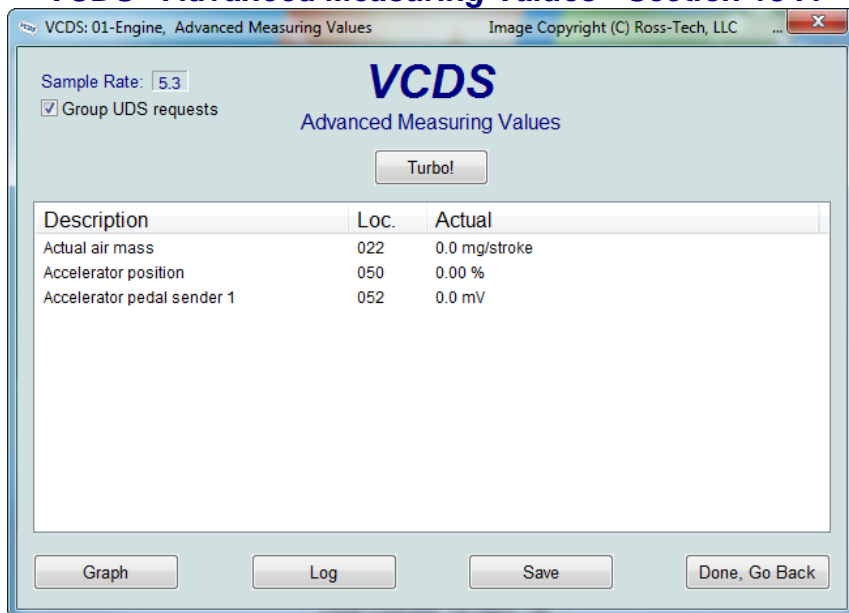 VCDS: 01-Engine, Advanced Measuring Values Image Copyright (C) Ross-Tech, LLC ...
Sample Rate: 5.3
VCDS
Group UDS requests
Advanced Measuring Values
Turbo!
Description Loc. Actual
Actual air mass 022 0.0 mg/stroke
Accelerator position 050 0.00 %
Accelerator pedal sender 1 052 0.0 mV
Graph Log Save Done, Go Back